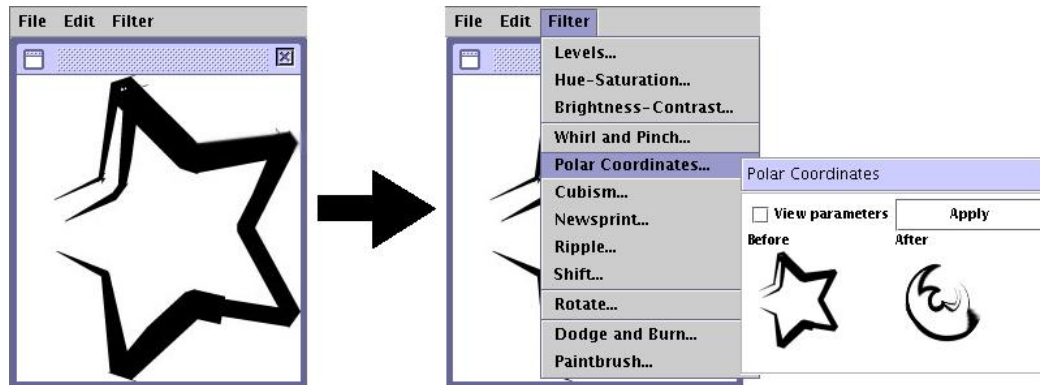 File Edit Filter
File Edit Filter
Levels...
Hue-Saturation...
Brightness-Contrast...
Whirl and Pinch...
Polar Coordinates...
Cubism...
Newsprint...
Ripple...
Shift...
Rotate...
Dodge and Burn...
Paintbrush...
Polar Coordinates
View parameters Apply
Before After